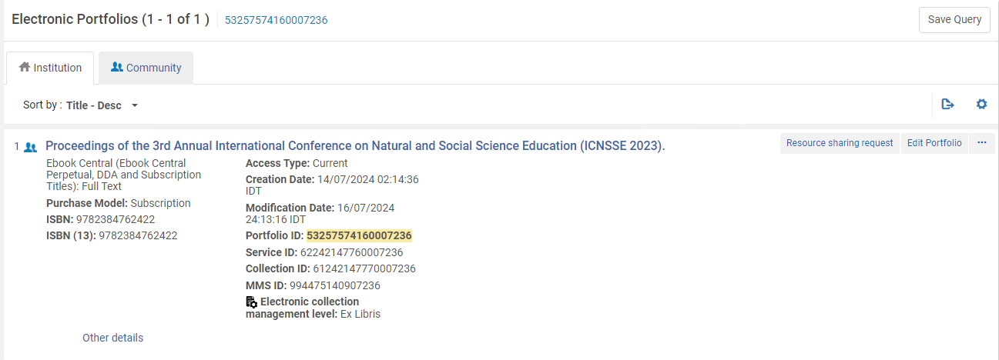 Electronic Portfolios (1 - 1 of 1 )
53257574160007236
Save Query
Institution
Community
Sort by : Title - Desc
1
Proceedings of the 3rd Annual International Conference on Natural and Social Science Education (ICNSSE 2023).
Resource sharing request
Edit Portfolio
...
Ebook Central (Ebook Central
Perpetual, DDA and Subscription
Titles): Full Text
Purchase Model: Subscription
ISBN: 9782384762422
ISBN (13): 9782384762422
Access Type: Current
Creation Date: 14/07/2024 02:14:36
IDT
Modification Date: 16/07/2024
24:13:16 IDT
Portfolio ID: 53257574160007236
Service ID: 62242147760007236
Collection ID: 61242147770007236
MMS ID: 994475140907236
Electronic collection
management level: Ex Libris
Other details